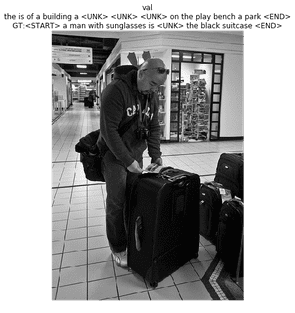 val
the is of a building a <UNK> <UNK> <UNK> on the play bench a park <END>
GT:<START> a man with sunglasses is <UNK> the black suitcase <END>